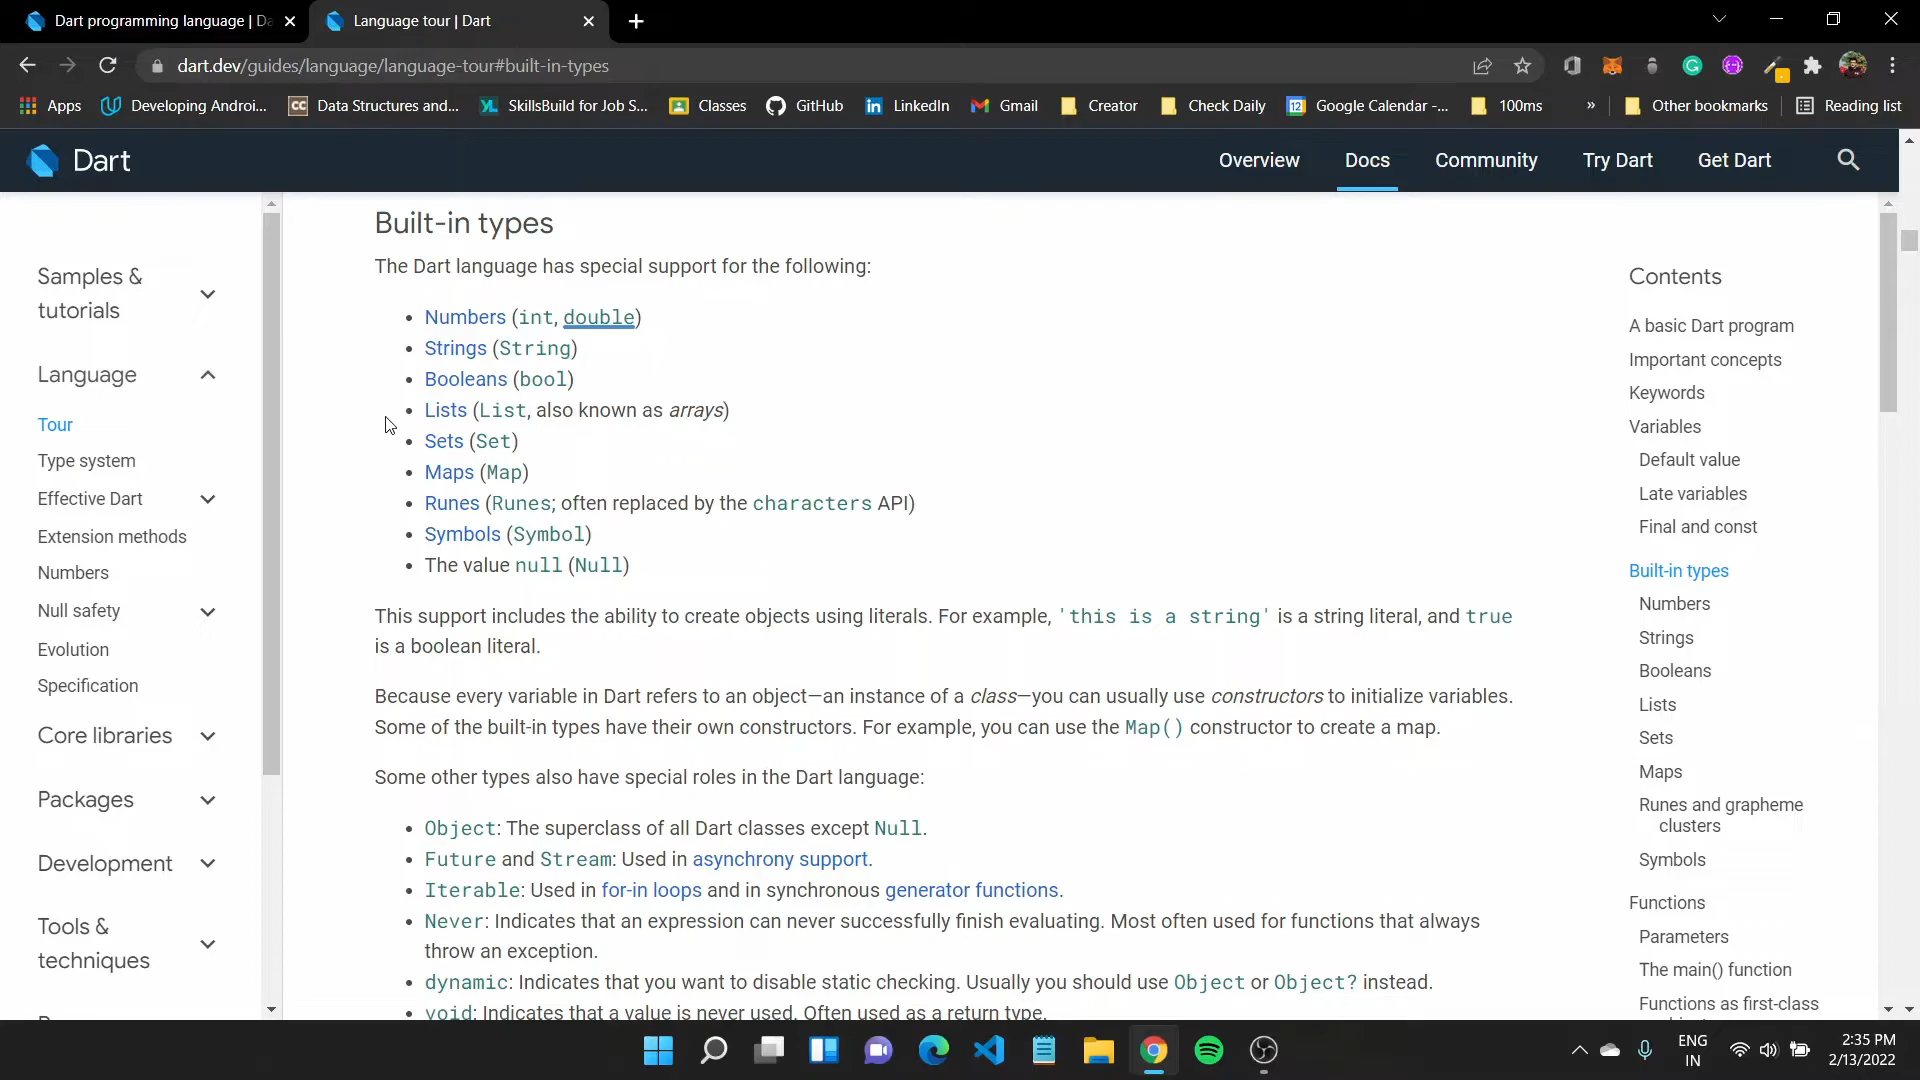 Dart programming language | Da
Language tour | Dart
dart.dev/guides/language/language-tour#built-in-types
Apps
Developing Androi...
Data Structures and...
SkillsBuild for Job S...
Classes
GitHub
LinkedIn
Gmail
Creator
Check Daily
Google Calendar -...
100ms
»
Other bookmarks
Reading list
Dart
Overview
Docs
Community
Try Dart
Get Dart
Samples &
tutorials
Language
Tour
Type system
Effective Dart
Extension methods
Numbers
Null safety
Evolution
Specification
Core libraries
Packages
Development
Tools &
techniques
Built-in types
The Dart language has special support for the following:
• Numbers (int, double)
• Strings (String)
• Booleans (bool)
• Lists (List, also known as arrays)
• Sets (Set)
• Maps (Map)
• Runes (Runes; often replaced by the characters API)
• Symbols (Symbol)
• The value null (Null)
This support includes the ability to create objects using literals. For example, 'this is a string' is a string literal, and true
is a boolean literal.
Because every variable in Dart refers to an object—an instance of a class—you can usually use constructors to initialize variables.
Some of the built-in types have their own constructors. For example, you can use the Map() constructor to create a map.
Some other types also have special roles in the Dart language:
• Object: The superclass of all Dart classes except Null.
• Future and Stream: Used in asynchrony support.
• Iterable: Used in for-in loops and in synchronous generator functions.
• Never: Indicates that an expression can never successfully finish evaluating. Most often used for functions that always
throw an exception.
• dynamic: Indicates that you want to disable static checking. Usually you should use Object or Object? instead.
• void: Indicates that a value is never used. Often used as a return type.
Contents
A basic Dart program
Important concepts
Keywords
Variables
Default value
Late variables
Final and const
Built-in types
Numbers
Strings
Booleans
Lists
Sets
Maps
Runes and grapheme
clusters
Symbols
Functions
Parameters
The main() function
Functions as first-class
ENG
IN
2:35 PM
2/13/2022